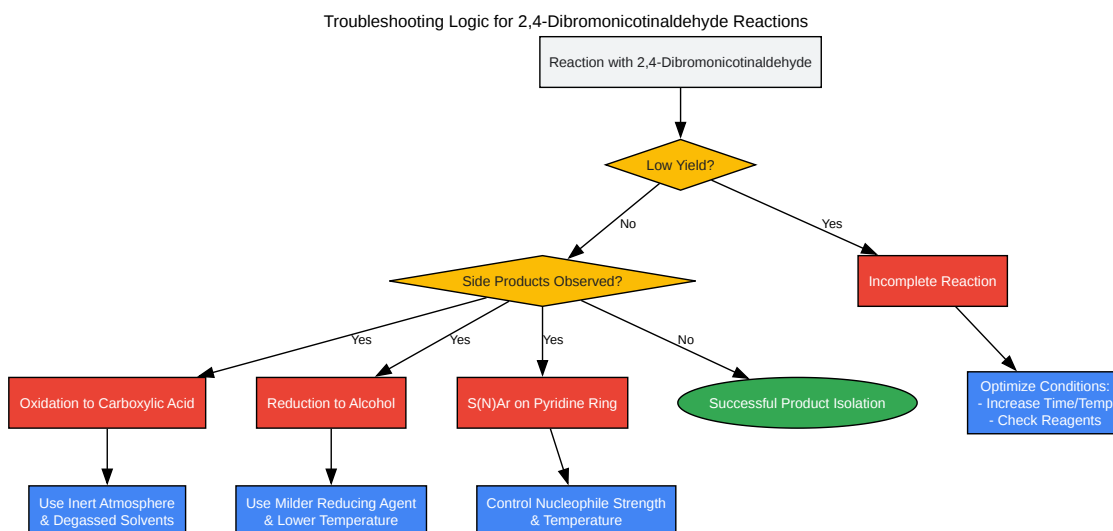 Troubleshooting Logic for 2,4-Dibromonicotinaldehyde Reactions
Reaction with 2,4-Dibromonicotinaldehyde
Low Yield?
No
Yes
Side Products Observed?
Incomplete Reaction
Yes
Yes
Yes
No
Oxidation to Carboxylic Acid
Reduction to Alcohol
S(N)Ar on Pyridine Ring
Successful Product Isolation
Optimize Conditions:
- Increase Time/Temp
- Check Reagents
Use Inert Atmosphere
& Degassed Solvents
Use Milder Reducing Agent
& Lower Temperature
Control Nucleophile Strength
& Temperature